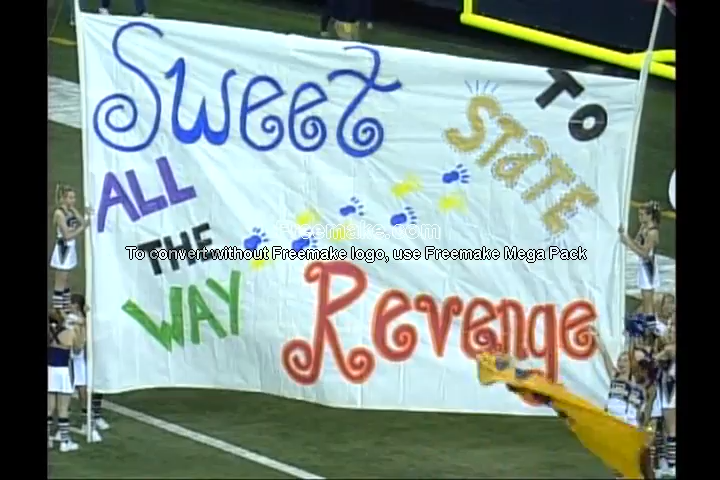 Sweet
TO
STATE
ALL
THE
WAY
Revenge
Freemake.com
To convert without Freemake logo, use Freemake Mega Pack